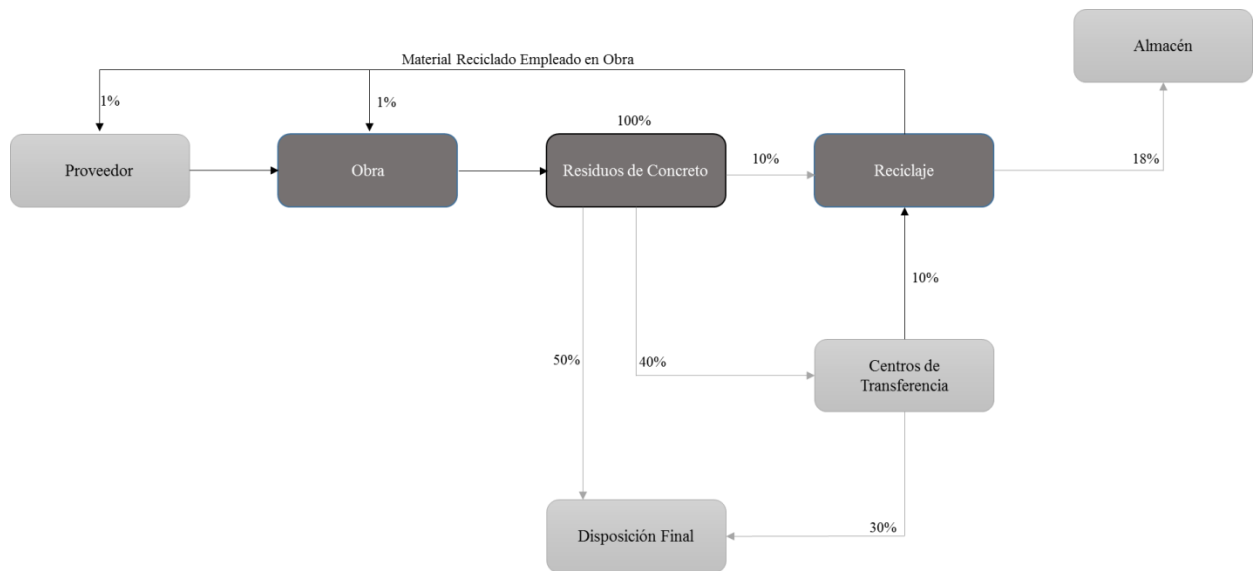 Almacén
Material Reciclado Empleado en Obra
1%
1%
100%
Proveedor
Obra
Residuos de Concreto
10%
Reciclaje
18%
10%
50%
40%
Centros de
Transferencia
Disposición Final
30%